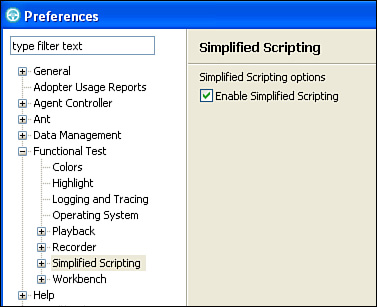 Preferences
type filter text
General
Adopter Usage Reports
Agent Controller
Ant
Data Management
Functional Test
Colors
Highlight
Logging and Tracing
Operating System
Playback
Recorder
Simplified Scripting
Workbench
Help
Simplified Scripting
Simplified Scripting options
Enable Simplified Scripting